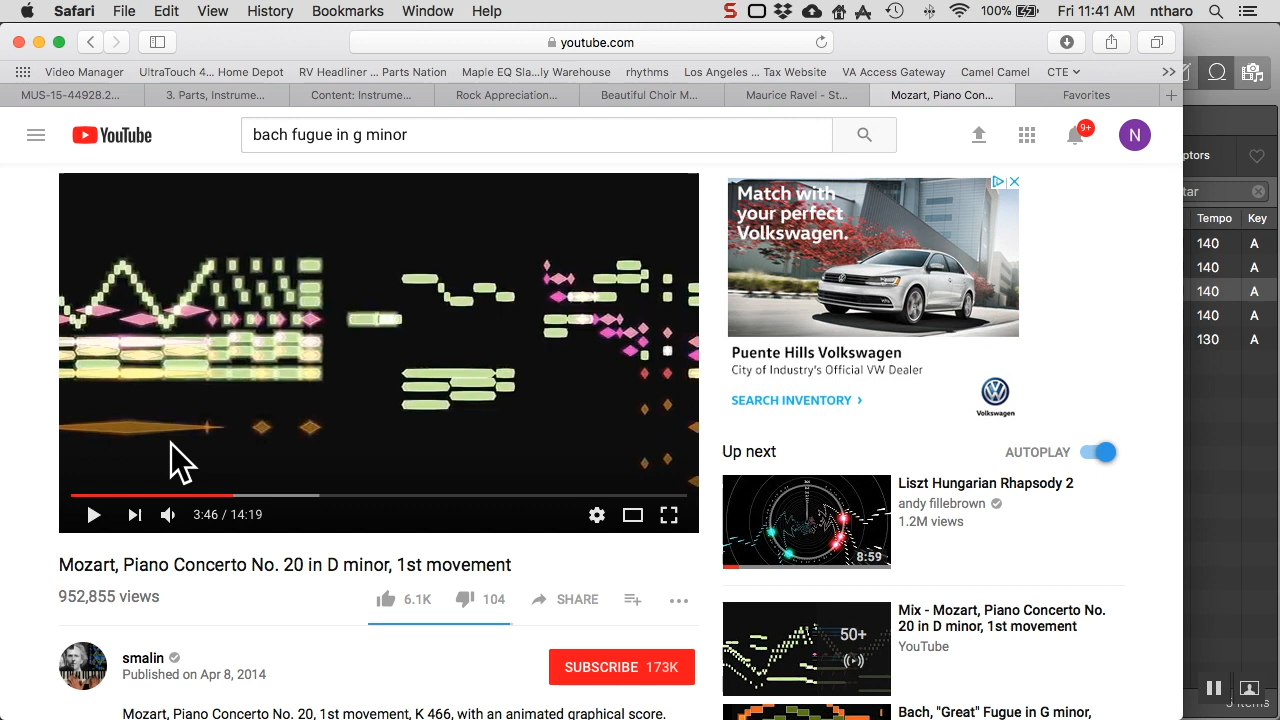 Safari File Edit View History Bookmarks Window Help 100% Fri 11:41 AM ntharo
youtube.com
Video Manager UltraTouch 4... Home Depot RV Headliner ... Parts Nation Maple EQ Sla...ly Warehouse rhythms Los Angeles ... Tax Website VA Access Gateway Camel Camel CTE >>
MUS-15-44928.2... 3. Parts, Instrume... Content: Instrume... Rock Appreciatio... Beautiful Choir M... Maurice Ravel - St... Mozart, Piano Con... Favorites +
YouTube
bach fugue in g minor
9+
N
ptors
tar
Tempo Key
140 A
140 A
140 A
140 A
130 A
Match with
your perfect
Volkswagen.
Puente Hills Volkswagen
City of Industry's Official VW Dealer
SEARCH INVENTORY ›
Volkswagen
3:46 / 14:19
Mozart, Piano Concerto No. 20 in D minor, 1st movement
952,855 views
6.1K 104 SHARE
smalin
Published on Apr 8, 2014
SUBSCRIBE 173K
Mozart, Piano Concerto No. 20, 1st movement, K 466, with an animated graphical score.
Up next
AUTOPLAY
Liszt Hungarian Rhapsody 2
andy fillebrown
1.2M views
8:59
Mix - Mozart, Piano Concerto No.
20 in D minor, 1st movement
YouTube
50+
Bach, "Great" Fugue in G minor,
items